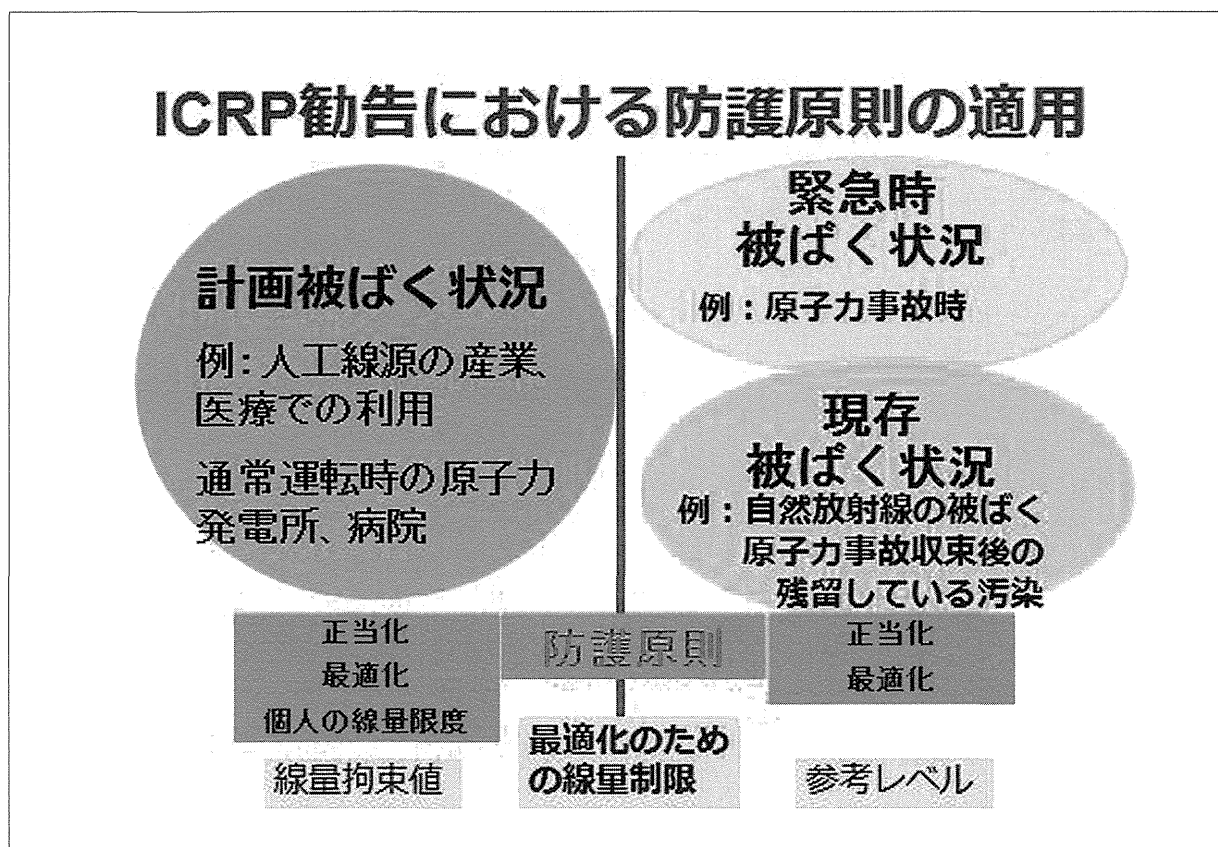 ICRP勧告における防護原則の適用
計画被ばく状況
例：人工線源の産業、
医療での利用
通常運転時の原子力
発電所、病院
緊急時
被ばく状況
例：原子力事故時
現存
被ばく状況
例：自然放射線の被ばく
原子力事故収束後の
残留している汚染
正当化
最適化
個人の線量限度
防護原則
正当化
最適化
線量拘束値
最適化のため
の線量制限
参考レベル